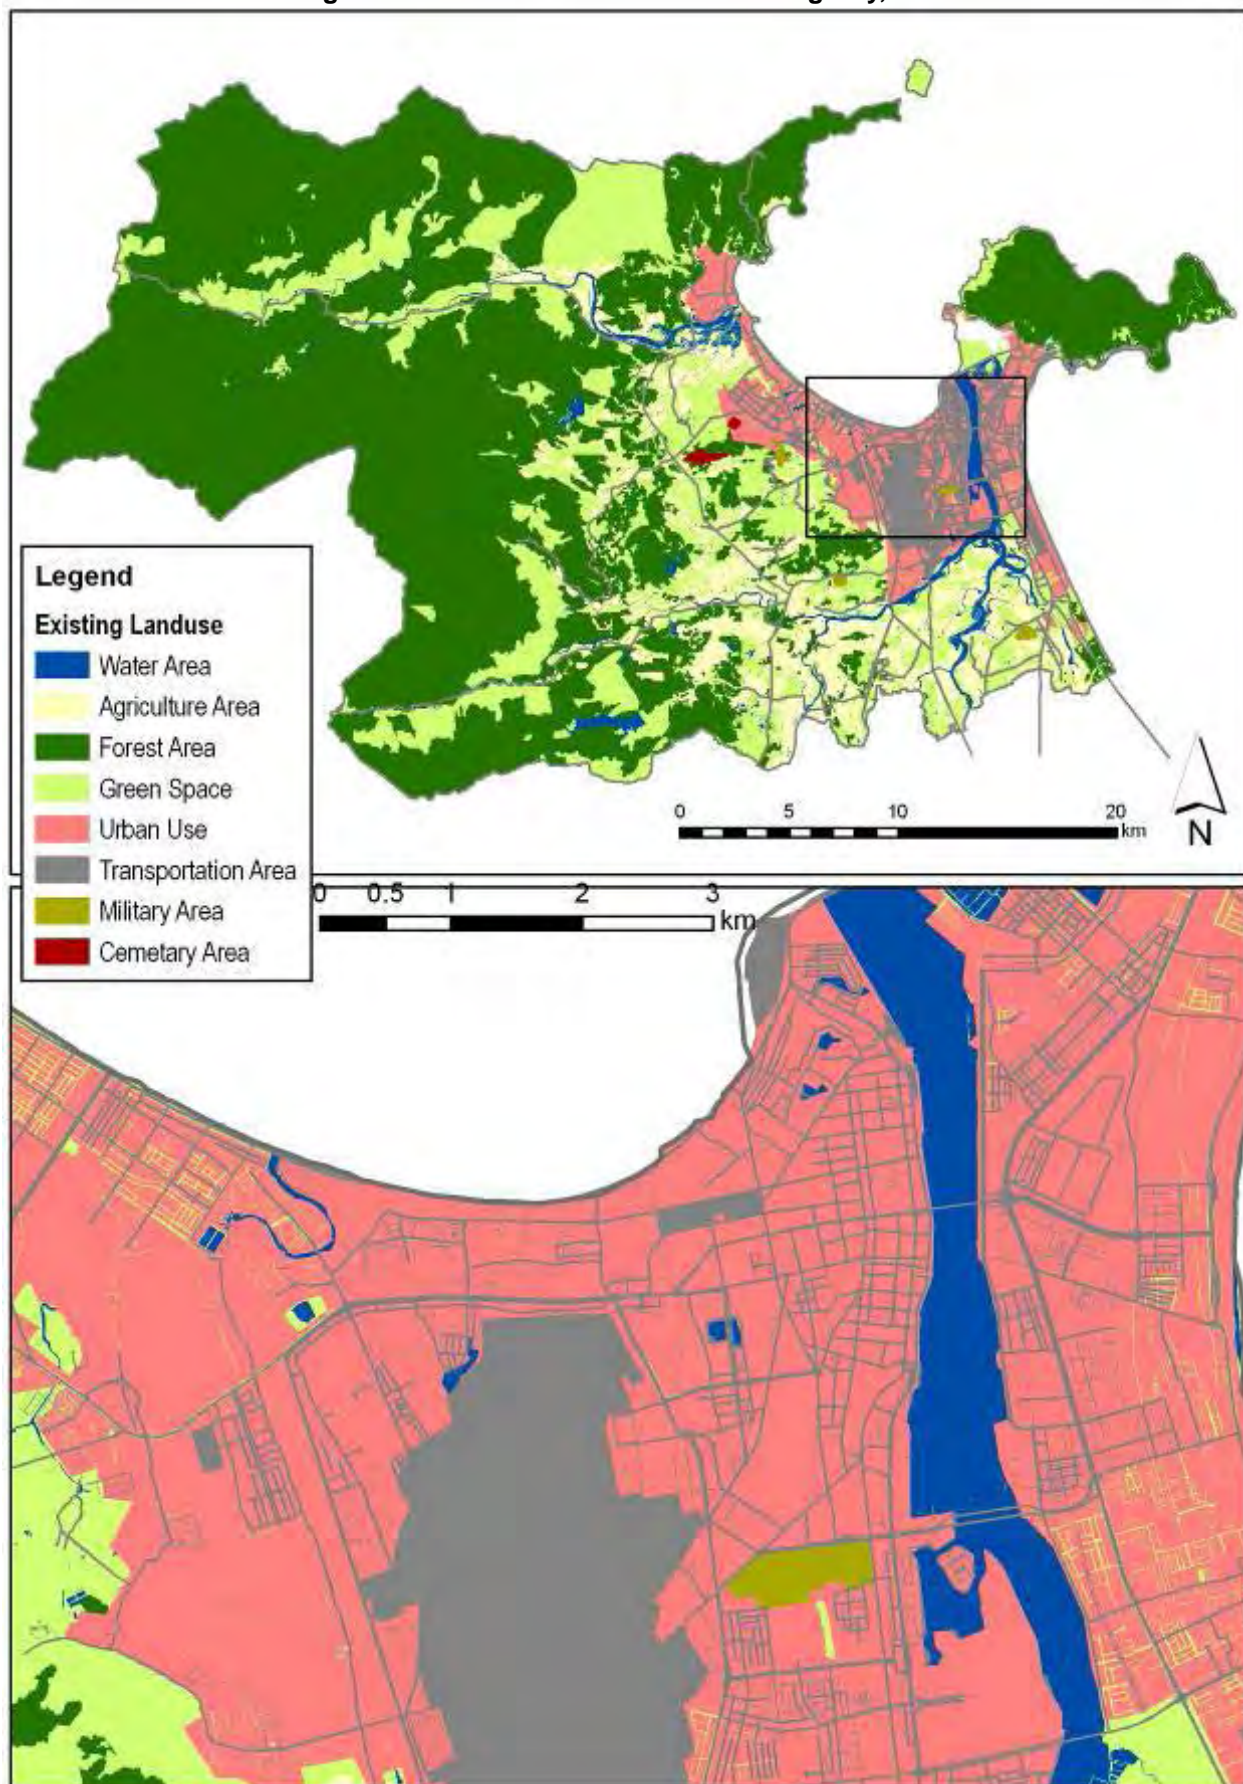 Legend
Existing Landuse
Water Area
Agriculture Area
Forest Area
Green Space
Urban Use
Transportation Area
Military Area
Cemetary Area
0 5 10 20
km
N
0 0.5 1 2 3
km